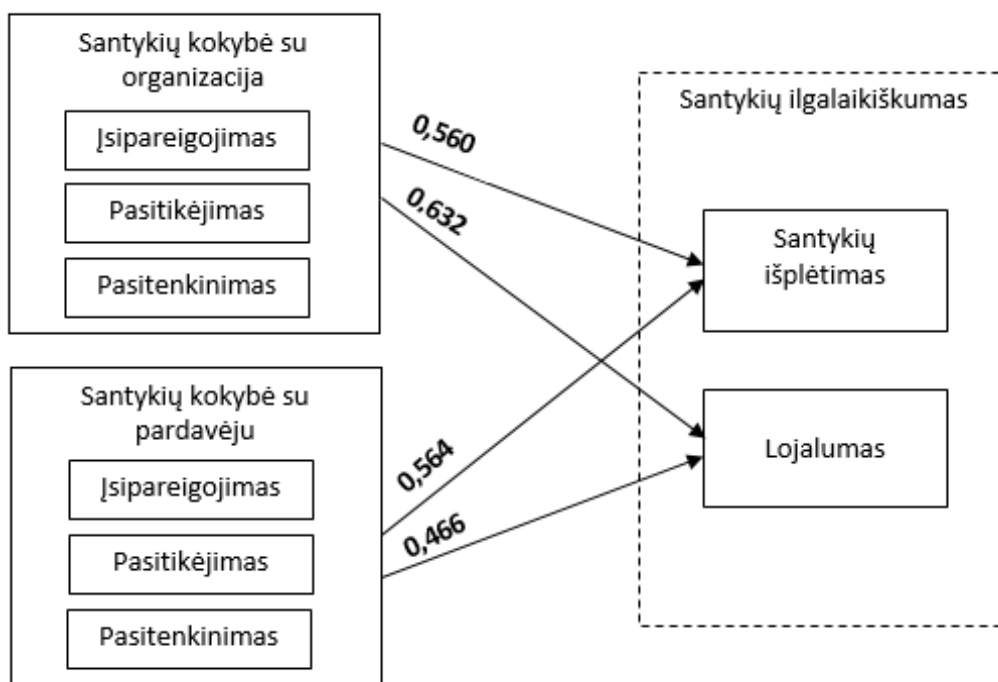 Santykių kokybė su
organizacija
Įsipareigojimas
Pasitikėjimas
Pasitenkinimas
0,560
0,632
Santykių ilgalaikiškumas
Santykių
išplėtimas
Lojalumas
Santykių kokybė su
pardavėju
Įsipareigojimas
Pasitikėjimas
Pasitenkinimas
0,564
0,466